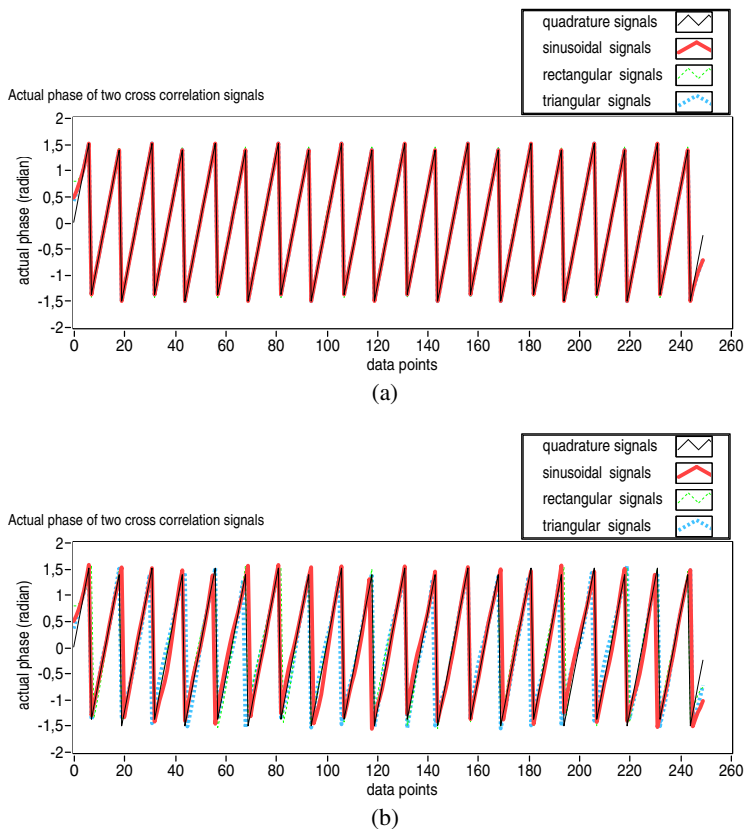 quadrature signals
sinusoidal signals
rectangular signals
triangular signals
Actual phase of two cross correlation signals
actual phase (radian)
2
1,5
1
0,5
0
-0,5
-1
-1,5
-2
0 20 40 60 80 100 120 140 160 180 200 220 240 260
data points
(a)
quadrature signals
sinusoidal signals
rectangular signals
triangular signals
Actual phase of two cross correlation signals
actual phase (radian)
2
1,5
1
0,5
0
-0,5
-1
-1,5
-2
0 20 40 60 80 100 120 140 160 180 200 220 240 260
data points
(b)